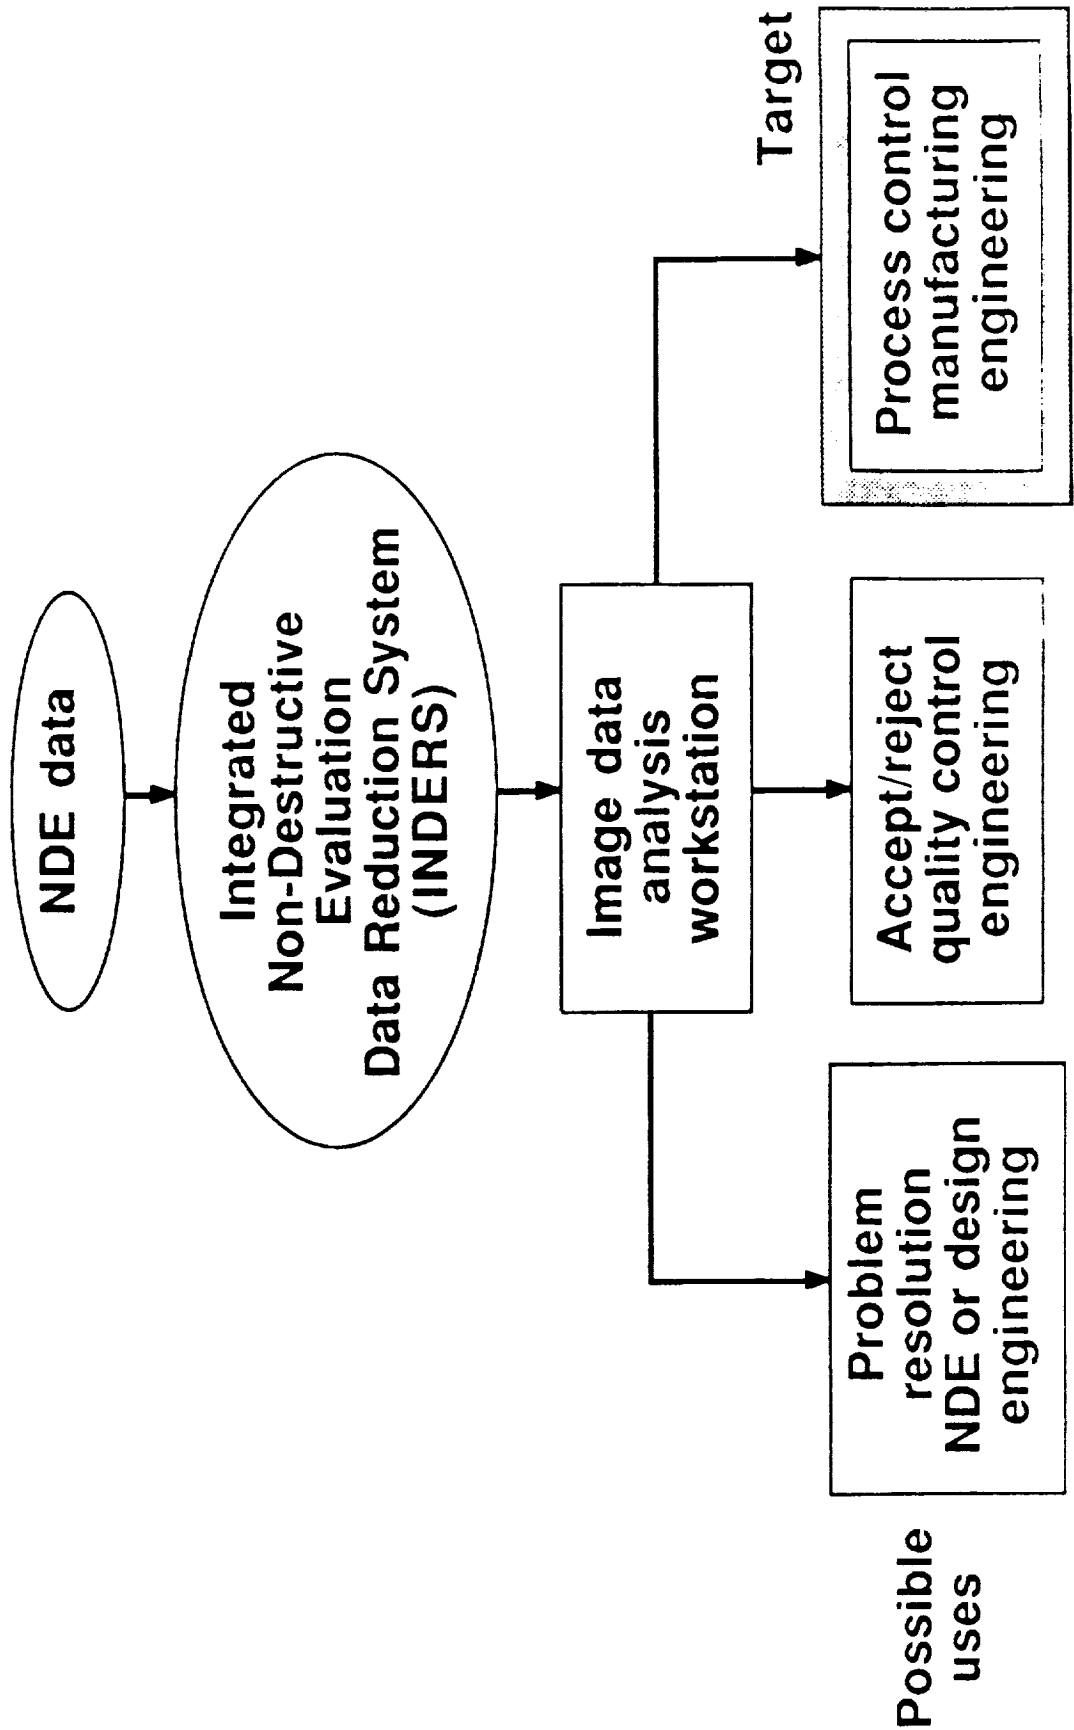 NDE data
Integrated
Non-Destructive
Evaluation
Data Reduction System
(INDERS)
Image data
analysis
workstation
Target
Possible
uses
Problem
resolution
NDE or design
engineering
Accept/reject
quality control
engineering
Process control
manufacturing
engineering